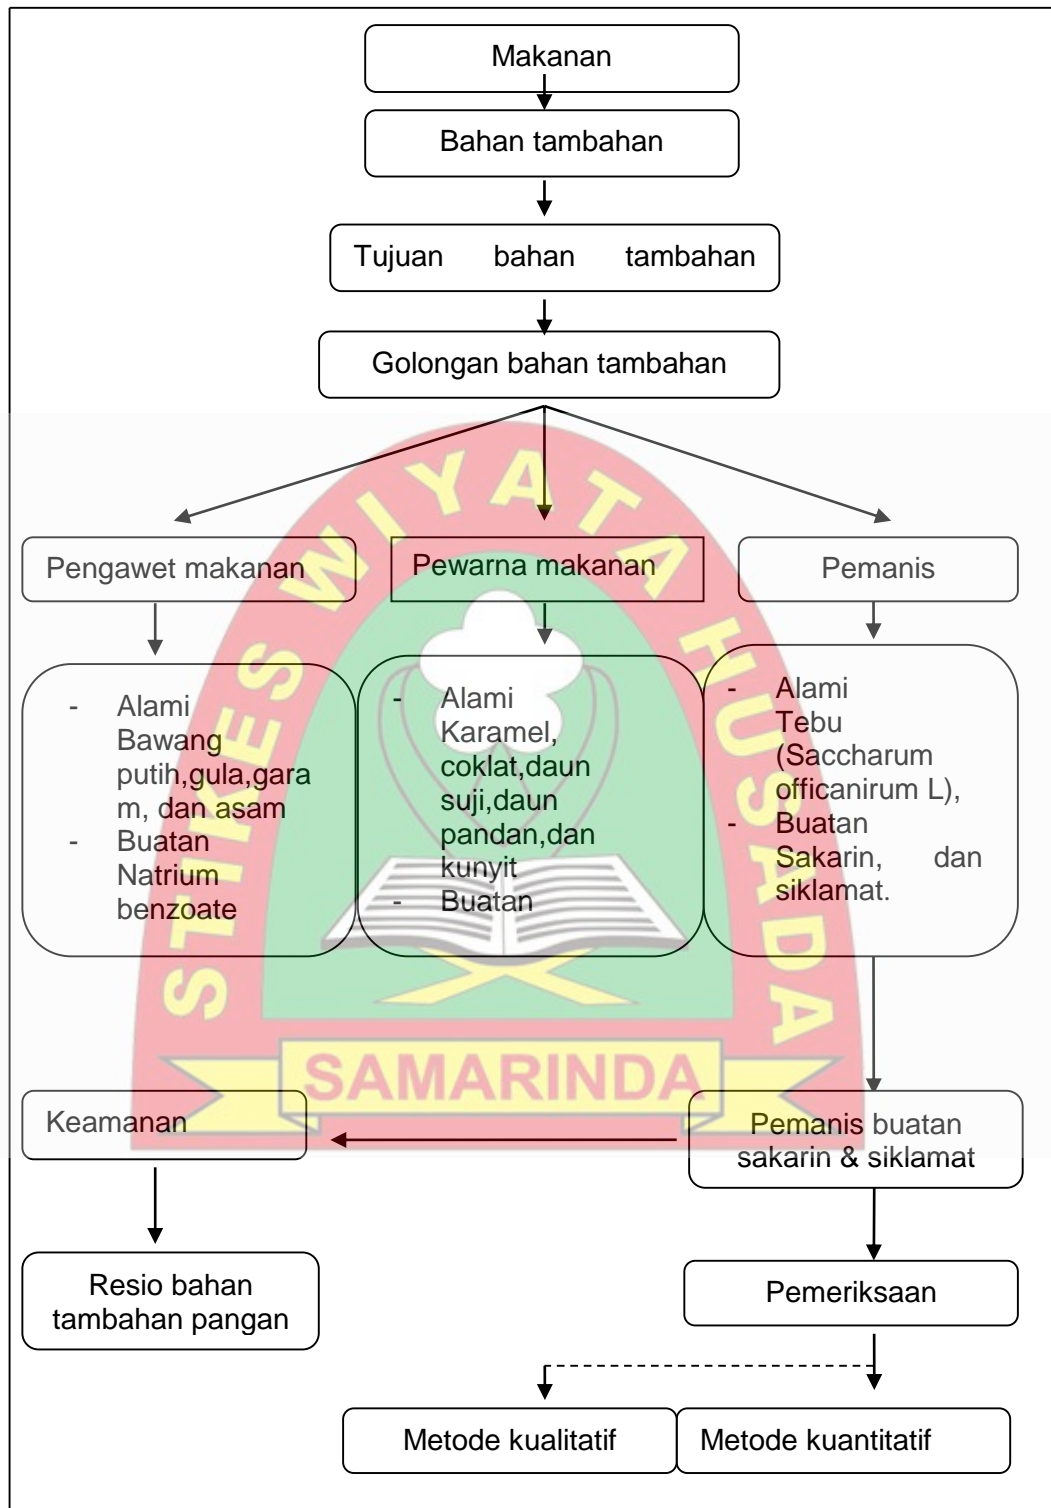 Makanan
Bahan tambahan
Tujuan bahan tambahan
Golongan bahan tambahan
Pengawet makanan
Pewarna makanan
Pemanis
- Alami
Bawang
putih,gula,gara
m, dan asam
- Buatan
Natrium
benzoate
- Alami
Karamel,
coklat,daun
suji,daun
pandan,dan
kunyit
- Buatan
- Alami
Tebu
(Saccharum
officanirum L),
- Buatan
Sakarin, dan
siklamat.
STIKES WIYATA HUSADA
SAMARINDA
Keamanan
Pemanis buatan
sakarin & siklamat
Resio bahan
tambahan pangan
Pemeriksaan
Metode kualitatif
Metode kuantitatif